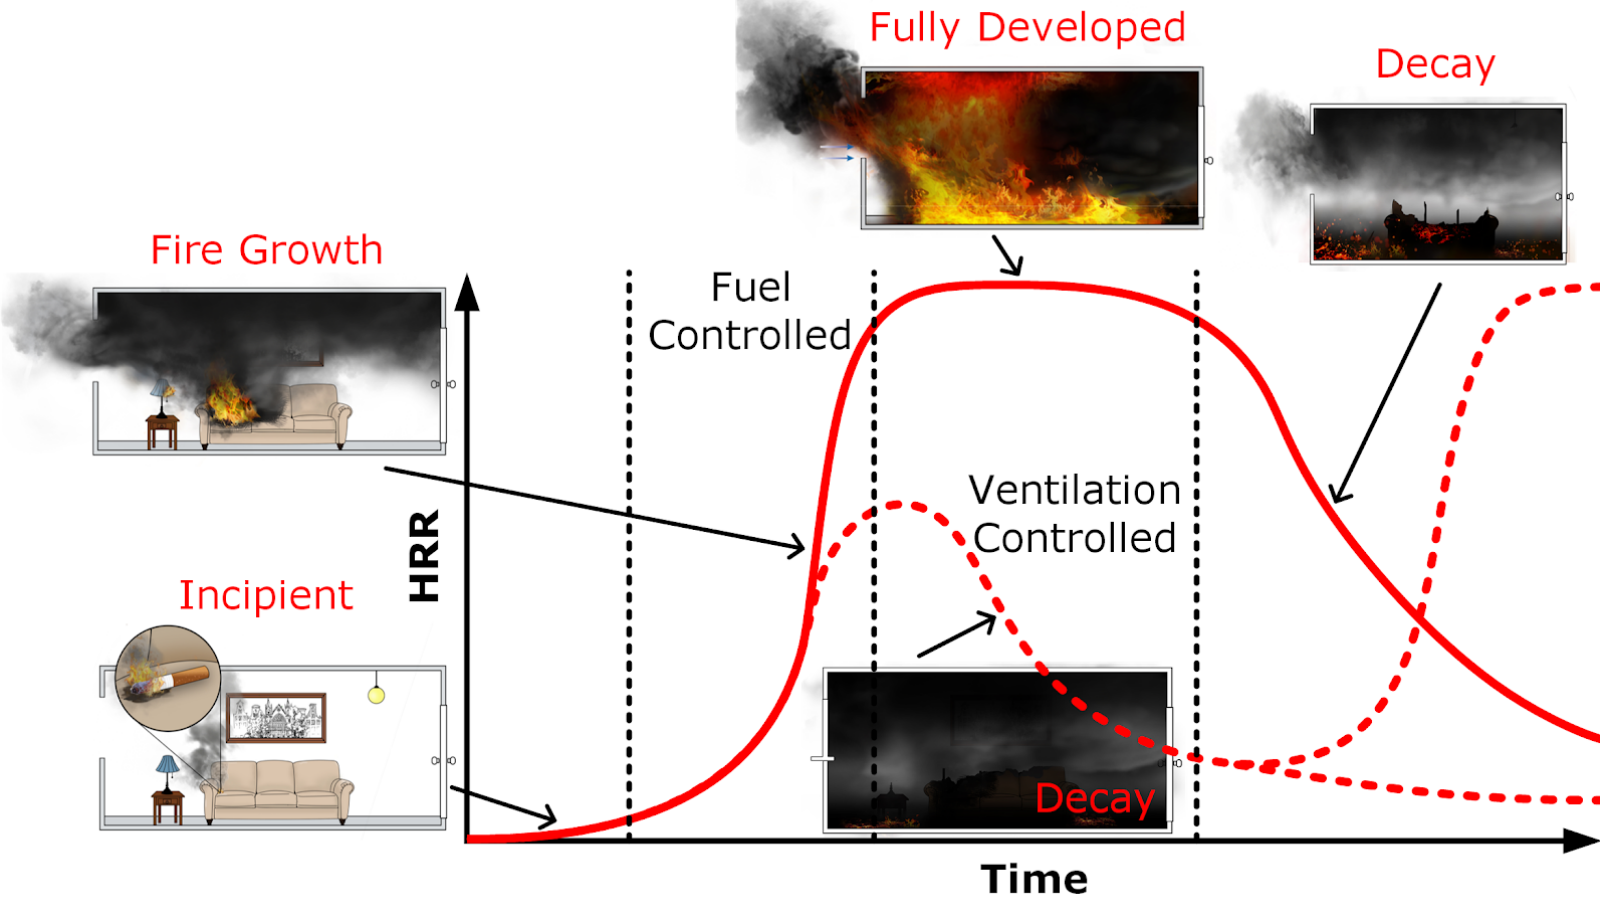 Fully Developed
Decay
Fire Growth
Fuel
Controlled
Ventilation
Controlled
HRR
Incipient
Decay
Time